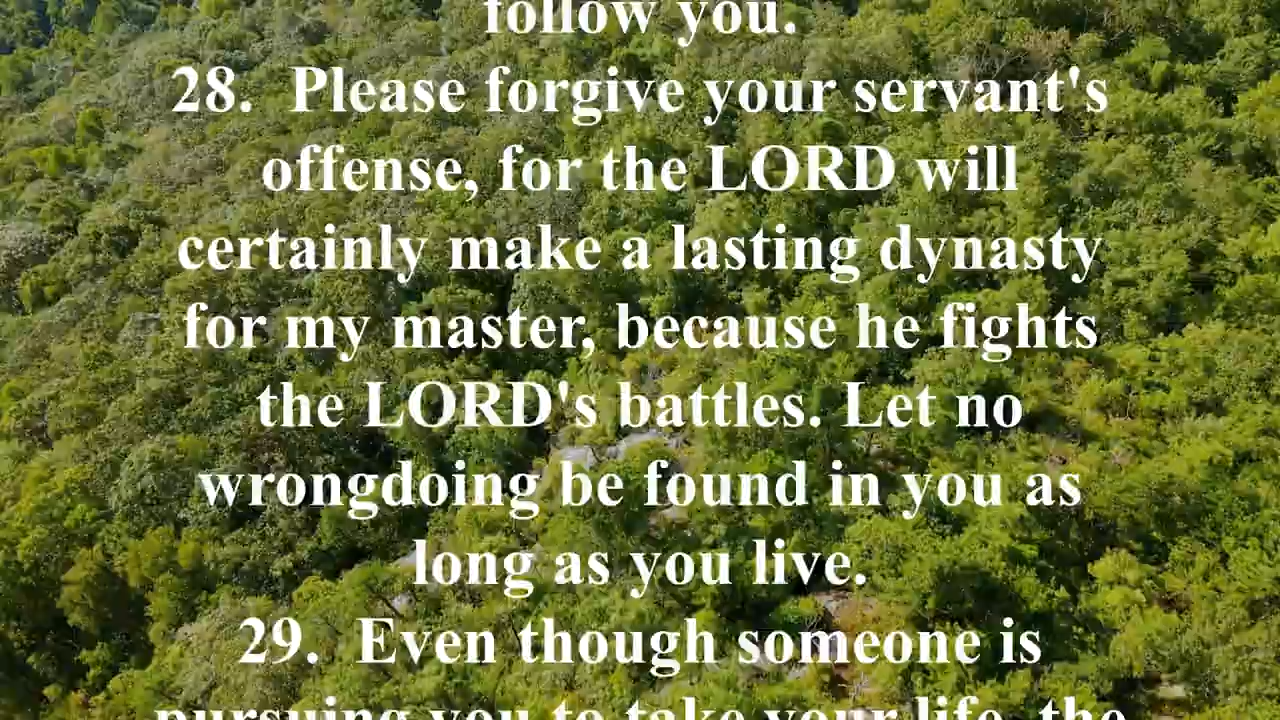 follow you.
28.  Please forgive your servant's
offense, for the LORD will
certainly make a lasting dynasty
for my master, because he fights
the LORD's battles. Let no
wrongdoing be found in you as
long as you live.
29.  Even though someone is
pursuing you to take your life, the